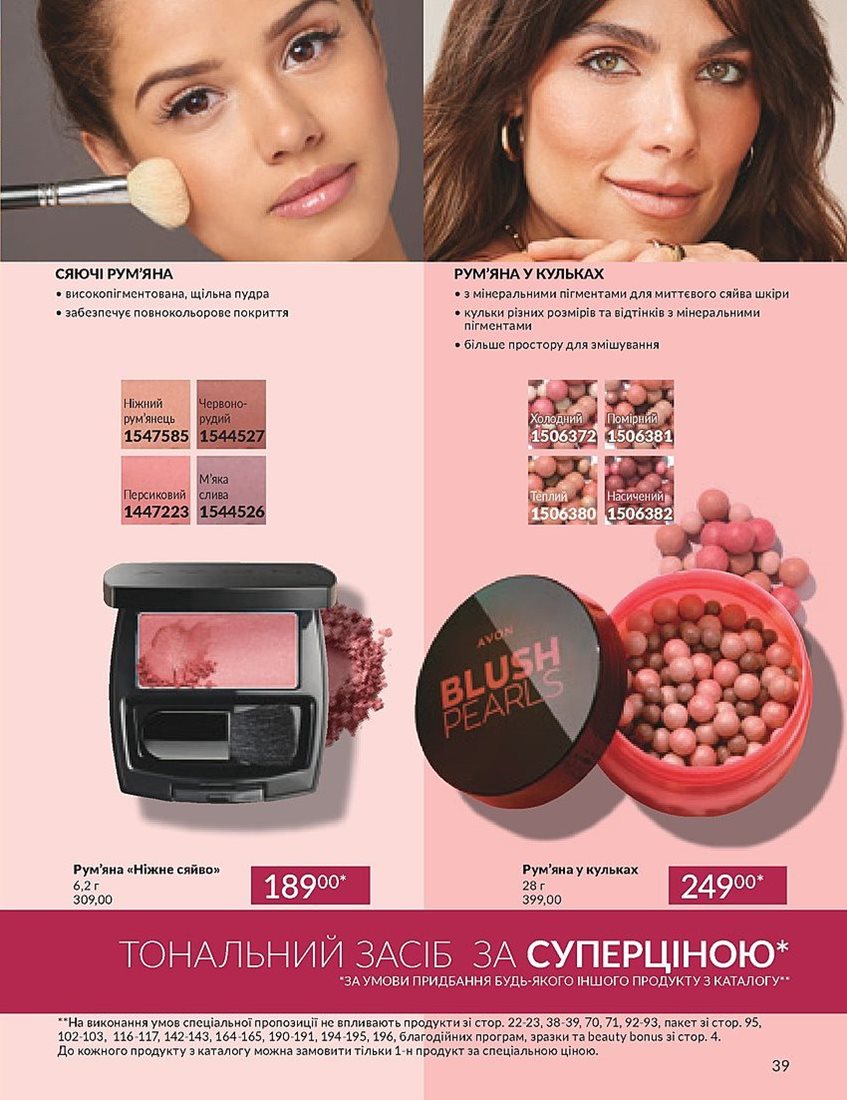 СЯЮЧІ РУМ’ЯНА
• високопігментована, щільна пудра
• забезпечує повнокольорове покриття
Ніжний
рум’янець
1547585
Червоно-
рудий
1544527
Персиковий
1447223
М’яка
слива
1544526
РУМ’ЯНА У КУЛЬКАХ
• з мінеральними пігментами для миттєвого сяйва шкіри
• кульки різних розмірів та відтінків з мінеральними
пігментами
• більше простору для змішування
Холодний
1506372
Помірний
1506381
Теплий
1506380
Насичений
1506382
AVON
BLUSH
PEARLS
Рум’яна «Ніжне сяйво»
6,2 г
309,00
18900*
Рум’яна у кульках
28 г
399,00
24900*
ТОНАЛЬНИЙ ЗАСІБ ЗА СУПЕРЦІНОЮ*
*ЗА УМОВИ ПРИДБАННЯ БУДЬ-ЯКОГО ІНШОГО ПРОДУКТУ З КАТАЛОГУ**
**На виконання умов спеціальної пропозиції не впливають продукти зі стор. 22-23, 38-39, 70, 71, 92-93, пакет зі стор. 95,
102-103, 116-117, 142-143, 164-165, 190-191, 194-195, 196, благодійних програм, зразки та beauty bonus зі стор. 4.
До кожного продукту з каталогу можна замовити тільки 1-н продукт за спеціальною ціною.
39